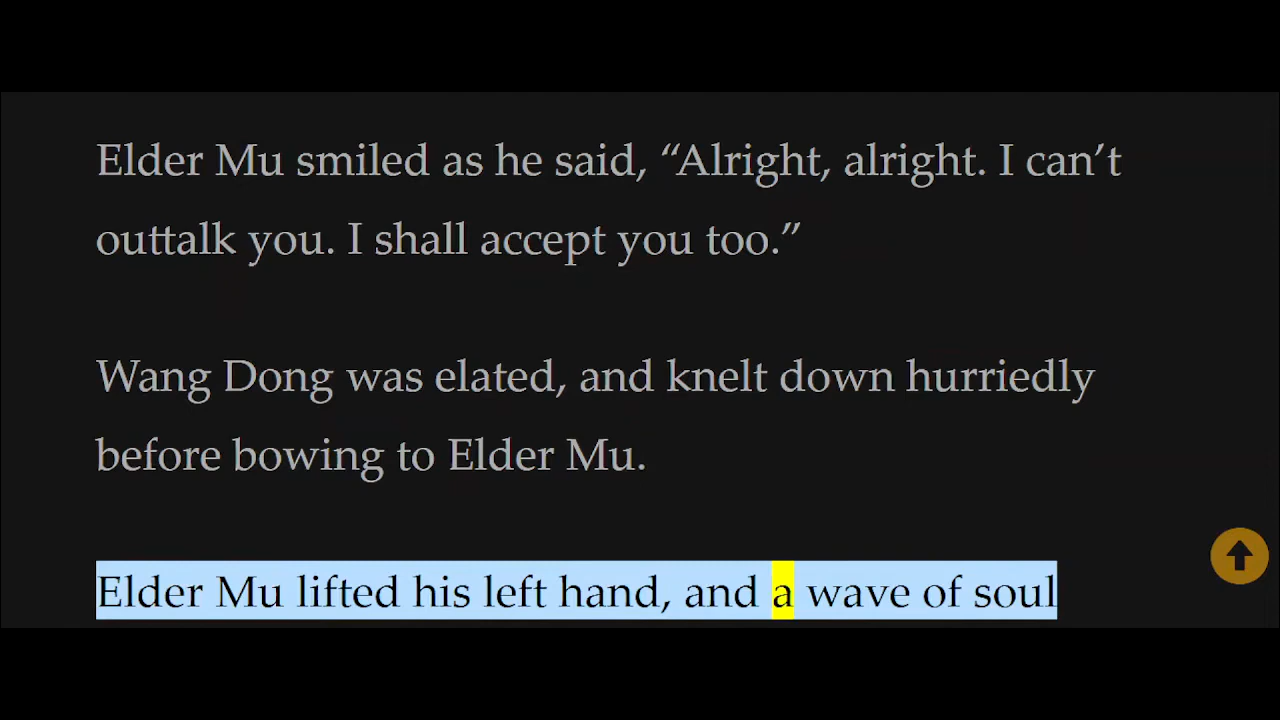 Elder Mu smiled as he said, “Alright, alright. I can’t
outtalk you. I shall accept you too.”
Wang Dong was elated, and knelt down hurriedly
before bowing to Elder Mu.
Elder Mu lifted his left hand, and a wave of soul